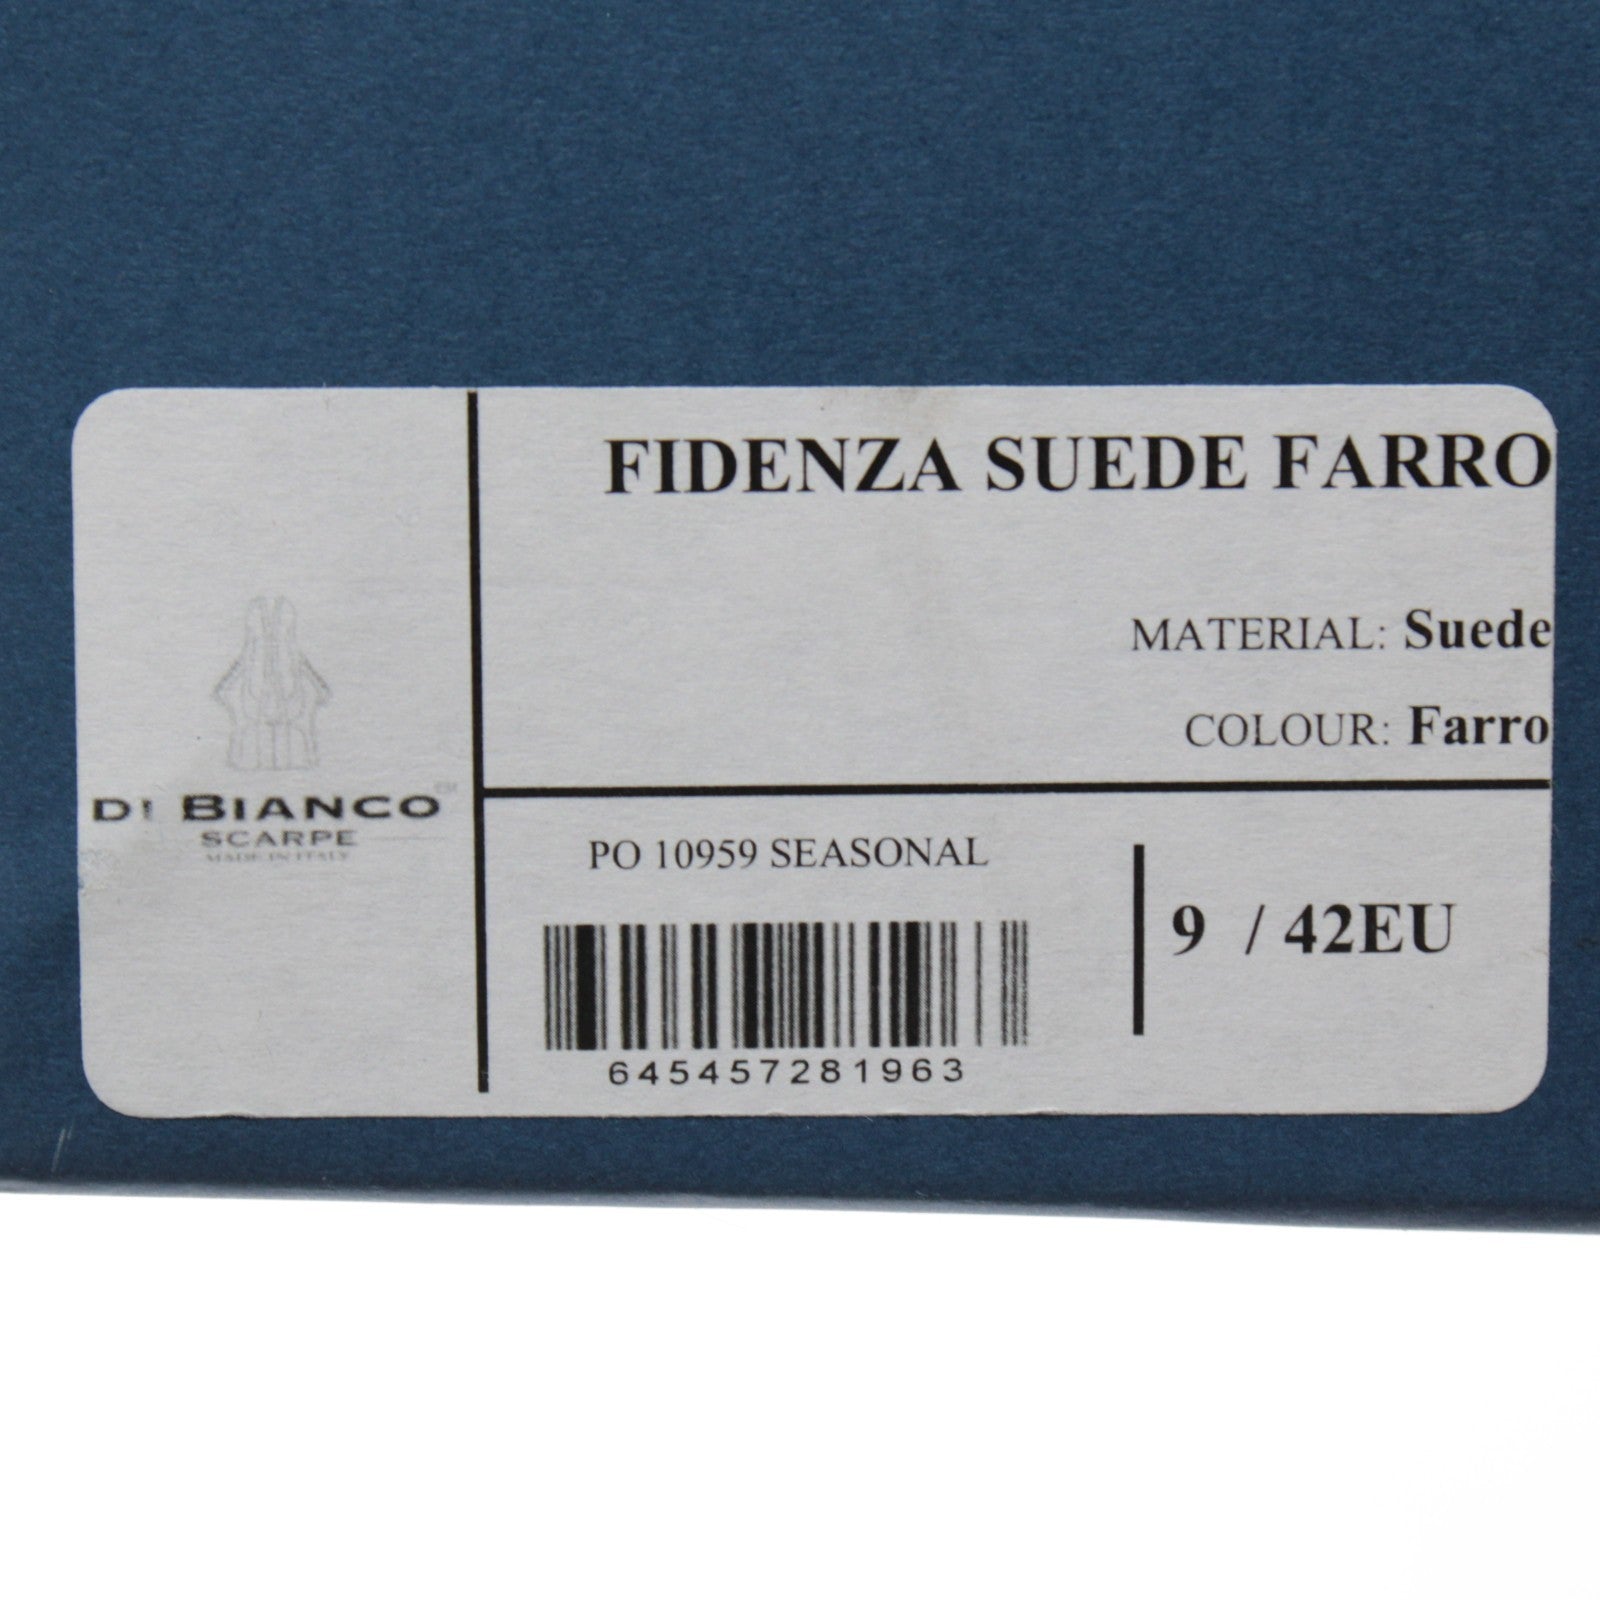 FIDENZA SUEDE FARRO
MATERIAL: Suede
COLOUR: Farro
DI BIANCO
SCARPE
MADE IN ITALY
PO 10959 SEASONAL
9 / 42EU
645457281963